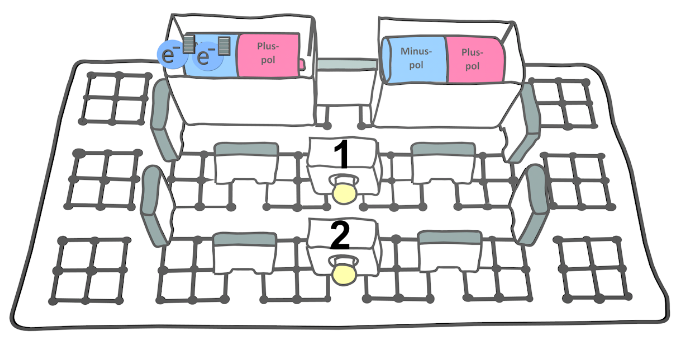 e⁻ e⁻ Plus-
pol
Minus-
pol
Plus-
pol
1
2